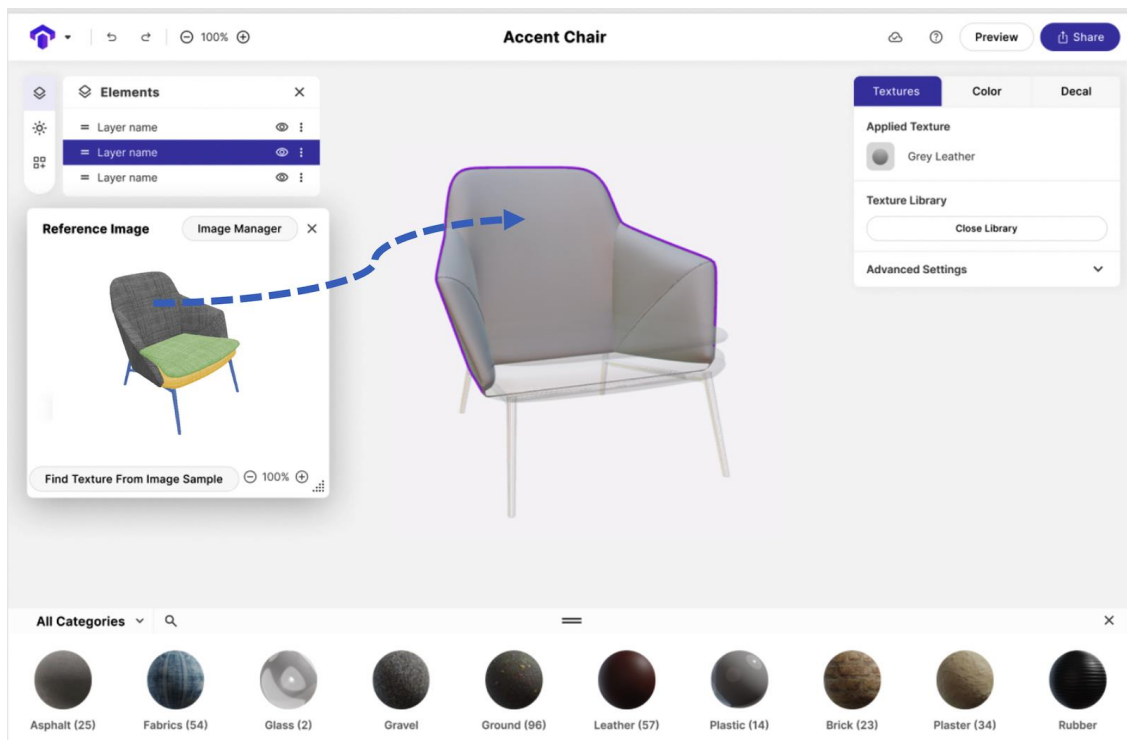 100%
Accent Chair
Preview
Share
Elements
Layer name
Layer name
Layer name
Reference Image
Image Manager
Find Texture From Image Sample
100%
Textures Color Decal
Applied Texture
Grey Leather
Texture Library
Close Library
Advanced Settings
All Categories
Asphalt (25) Fabrics (54) Glass (2) Gravel Ground (96) Leather (57) Plastic (14) Brick (23) Plaster (34) Rubber